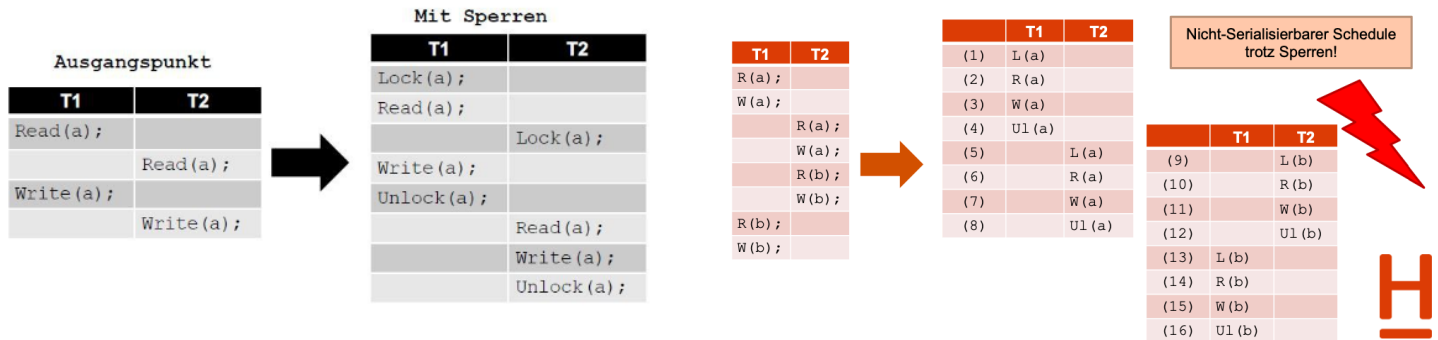 Ausgangspunkt
T1 T2
Read(a);
Read(a);
Write(a);
Write(a);
Mit Sperren
T1 T2
Lock(a);
Read(a);
Lock(a);
Write(a);
Unlock(a);
Read(a);
Write(a);
Unlock(a);
T1 T2
R(a);
W(a);
R(a);
W(a);
R(b);
W(b);
R(b);
W(b);
T1 T2
(1) L(a)
(2) R(a)
(3) W(a)
(4) Ul(a)
(5) L(a)
(6) R(a)
(7) W(a)
(8) Ul(a)
Nicht-Serialisierbarer Schedule
trotz Sperren!
T1 T2
(9) L(b)
(10) R(b)
(11) W(b)
(12) Ul(b)
(13) L(b)
(14) R(b)
(15) W(b)
(16) Ul(b)
H